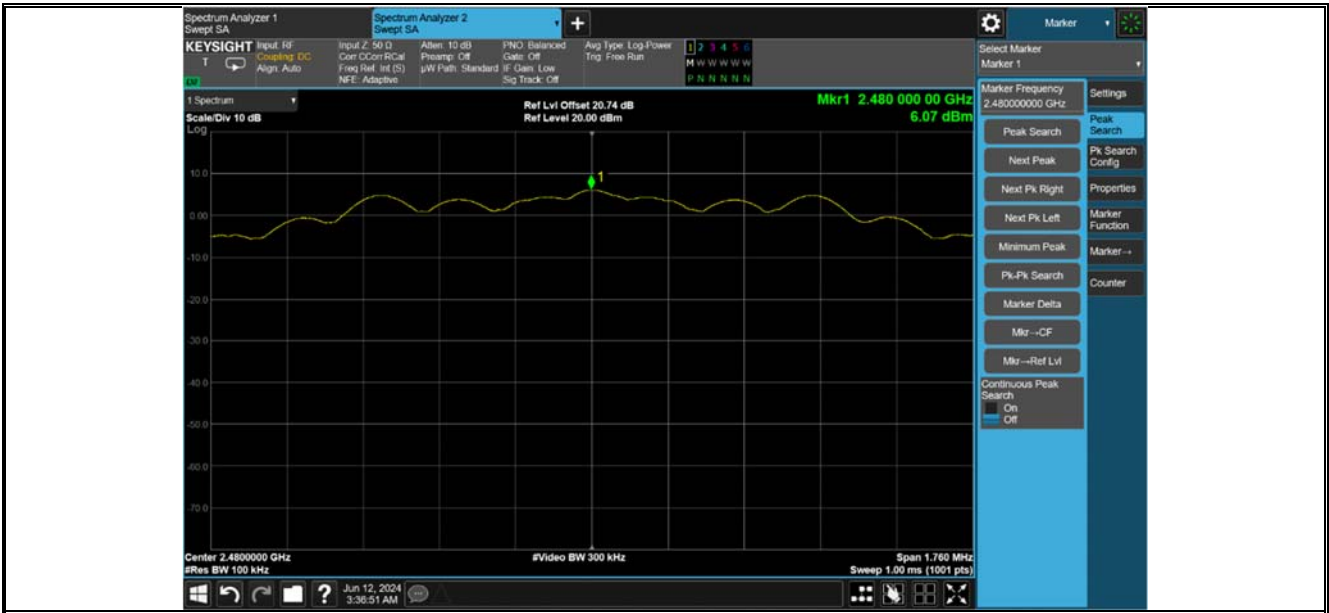 Spectrum Analyzer 1
Swept SA
Spectrum Analyzer 2
Swept SA
Marker
KEYSIGHT
T
Input: RF
Coupling: DC
Align: Auto
Input Z: 50 Ω
Corr CCorr RCal
Freq Ref: Int (S)
NFE: Adaptive
Atten: 10 dB
Preamp: Off
µW Path: Standard
PNO: Balanced
Gate: Off
IF Gain: Low
Sig Track: Off
Avg Type: Log-Power
Trig: Free Run
1 2 3 4 5 6
M W W W W W
P N N N N N
Select Marker
Marker 1
1 Spectrum
Scale/Div 10 dB
Log
Ref Lvl Offset 20.74 dB
Ref Level 20.00 dBm
Mkr1 2.480 000 00 GHz
6.07 dBm
1
10.0
0.00
-10.0
-20.0
-30.0
-40.0
-50.0
-60.0
-70.0
Center 2.4800000 GHz
#Res BW 100 kHz
#Video BW 300 kHz
Span 1.760 MHz
Sweep 1.00 ms (1001 pts)
Marker Frequency
2.480000000 GHz
Peak Search
Next Peak
Next Pk Right
Next Pk Left
Minimum Peak
Pk-Pk Search
Marker Delta
Mkr→CF
Mkr→Ref Lvl
Continuous Peak
Search
On
Off
Settings
Peak
Search
Pk Search
Config
Properties
Marker
Function
Marker→
Counter
?
Jun 12, 2024
3:36:51 AM